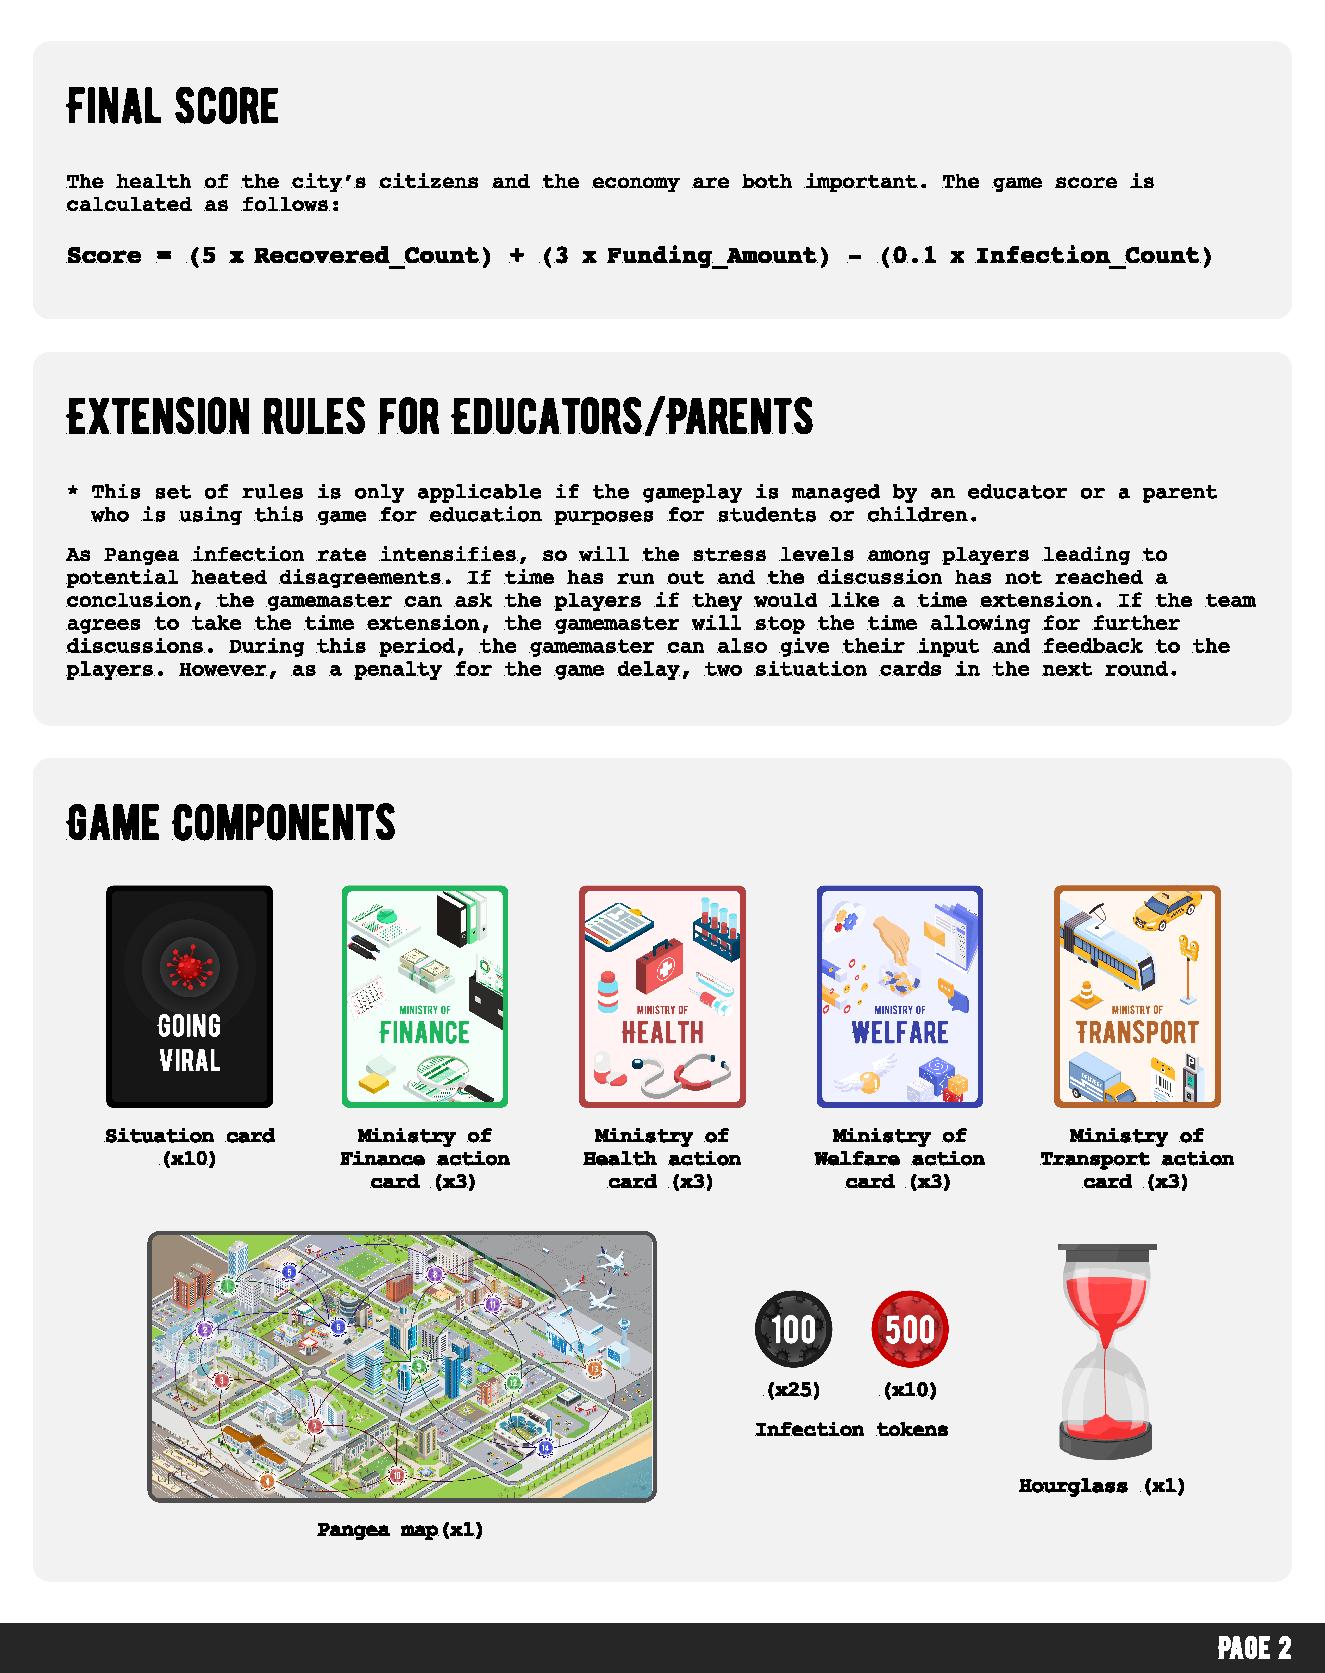 FINAL SCORE
The health of the city's citizens and the economy are both important. The game score is
calculated as follows:
Score = (5 x Recovered_Count) + (3 x Funding_Amount) – (0.1 x Infection_Count)
EXTENSION RULES FOR EDUCATORS/PARENTS
* This set of rules is only applicable if the gameplay is managed by an educator or a parent
who is using this game for education purposes for students or children.
As Pangea infection rate intensifies, so will the stress levels among players leading to
potential heated disagreements. If time has run out and the discussion has not reached a
conclusion, the gamemaster can ask the players if they would like a time extension. If the team
agrees to take the time extension, the gamemaster will stop the time allowing for further
discussions. During this period, the gamemaster can also give their input and feedback to the
players. However, as a penalty for the game delay, two situation cards in the next round.
GAME COMPONENTS
GOING
VIRAL
MINISTRY OF
FINANCE
MINISTRY OF
HEALTH
MINISTRY OF
WELFARE
MINISTRY OF
TRANSPORT
DELIVERY
Situation card
(x10)
Ministry of
Finance action
card (x3)
Ministry of
Health action
card (x3)
Ministry of
Welfare action
card (x3)
Ministry of
Transport action
card (x3)
100
500
(x25)
(x10)
Infection tokens
Hourglass (x1)
Pangea map(x1)
PAGE 2